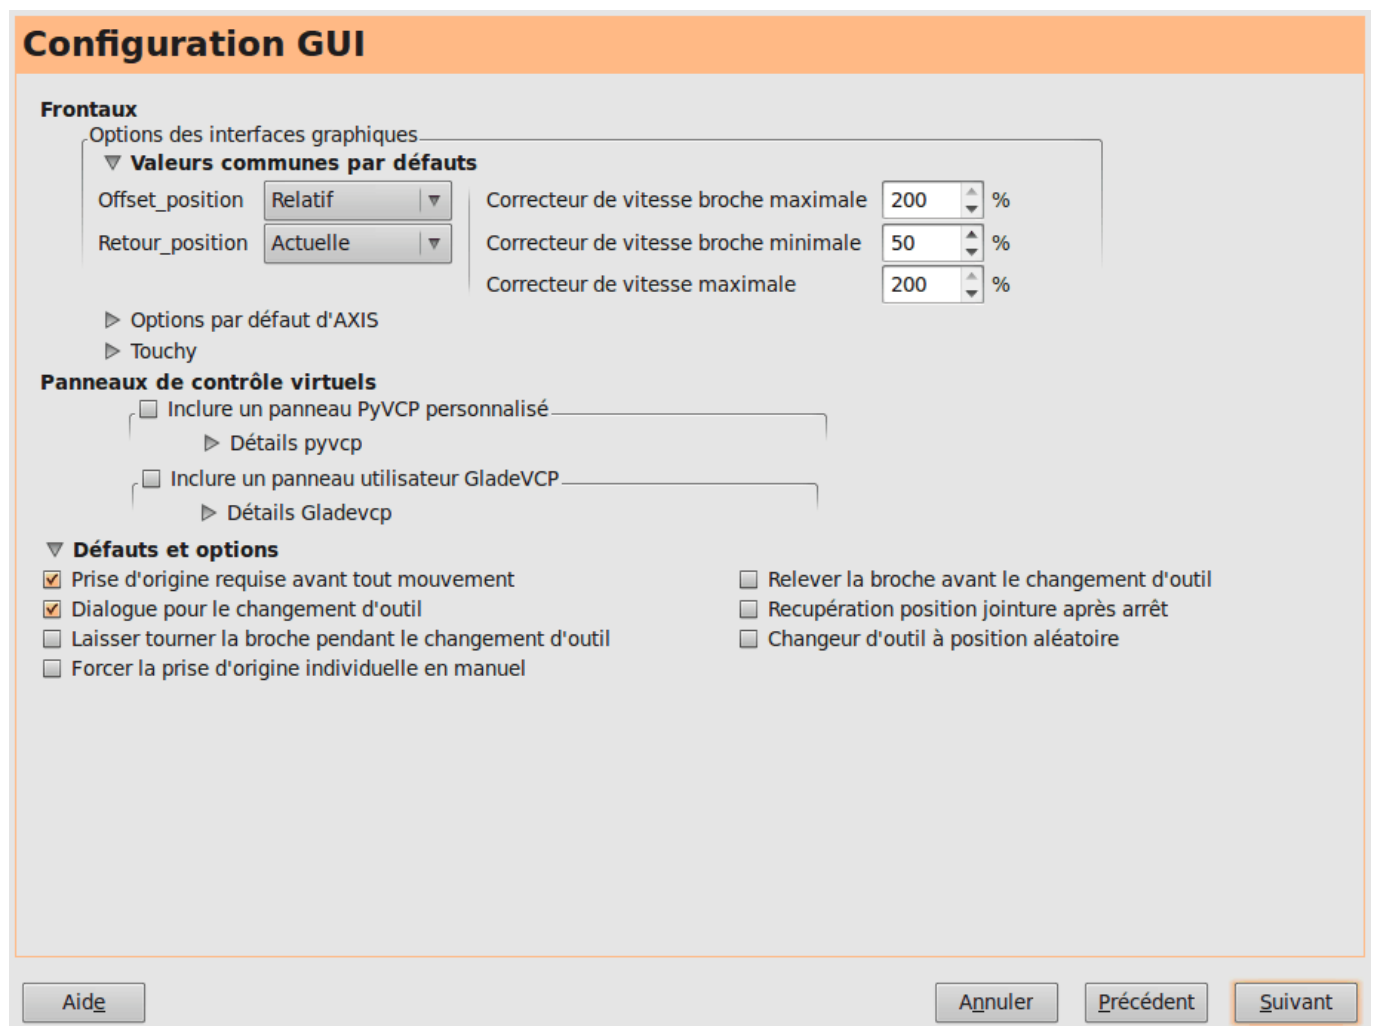 Configuration GUI
Frontaux
Options des interfaces graphiques
Valeurs communes par défauts
Offset_position Relatif Correcteur de vitesse broche maximale 200 %
Retour_position Actuelle Correcteur de vitesse broche minimale 50 %
Correcteur de vitesse maximale 200 %
Options par défaut d'AXIS
Touchy
Panneaux de contrôle virtuels
Inclure un panneau PyVCP personnalisé
Détails pyvcp
Inclure un panneau utilisateur GladeVCP
Détails Gladevcp
Défauts et options
Prise d'origine requise avant tout mouvement Relever la broche avant le changement d'outil
Dialogue pour le changement d'outil Recupération position jointure après arrêt
Laisser tourner la broche pendant le changement d'outil Changeur d'outil à position aléatoire
Forcer la prise d'origine individuelle en manuel
Aide Annuler Précédent Suivant